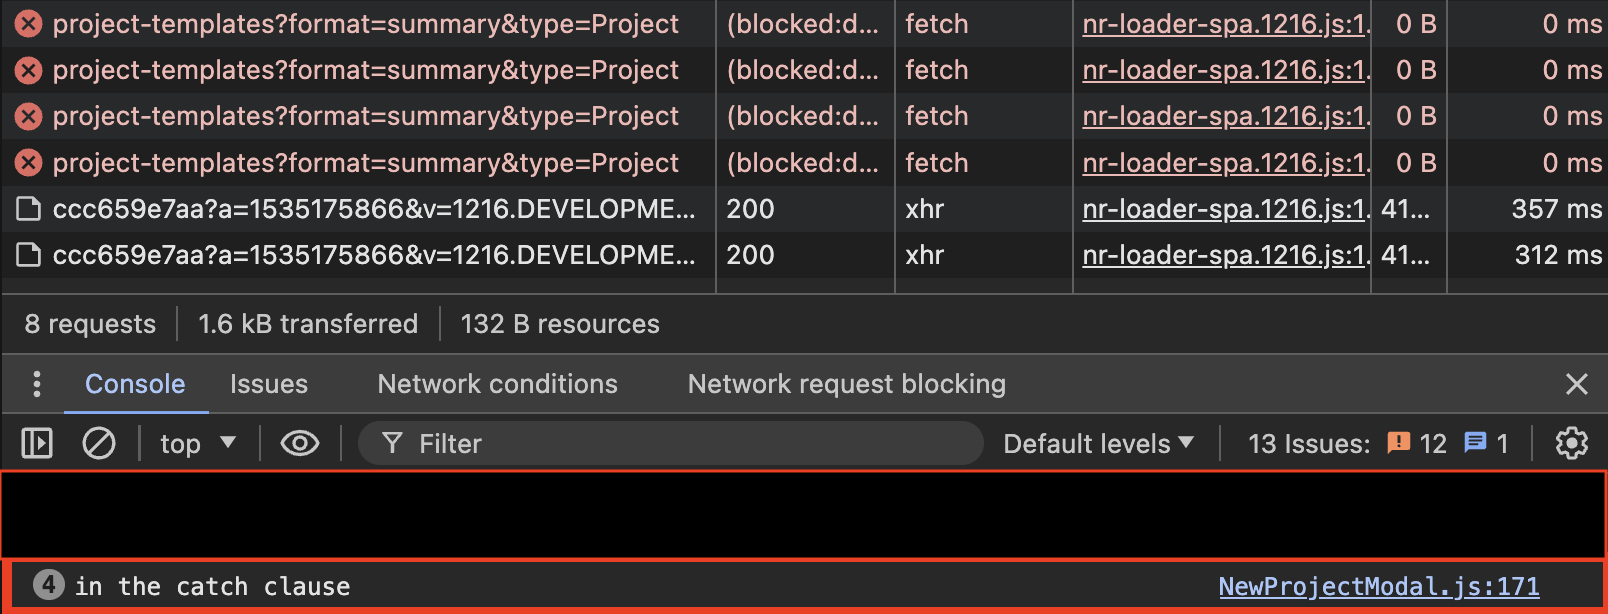 project-templates?format=summary&type=Project (blocked:d... fetch nr-loader-spa.1216.js:1. 0 B 0 ms
project-templates?format=summary&type=Project (blocked:d... fetch nr-loader-spa.1216.js:1. 0 B 0 ms
project-templates?format=summary&type=Project (blocked:d... fetch nr-loader-spa.1216.js:1. 0 B 0 ms
project-templates?format=summary&type=Project (blocked:d... fetch nr-loader-spa.1216.js:1. 0 B 0 ms
ccc659e7aa?a=1535175866&v=1216.DEVELOPME... 200 xhr nr-loader-spa.1216.js:1. 41... 357 ms
ccc659e7aa?a=1535175866&v=1216.DEVELOPME... 200 xhr nr-loader-spa.1216.js:1. 41... 312 ms
8 requests 1.6 kB transferred 132 B resources
Console Issues Network conditions Network request blocking
top Filter Default levels 13 Issues: 12 1
4 in the catch clause NewProjectModal.js:171